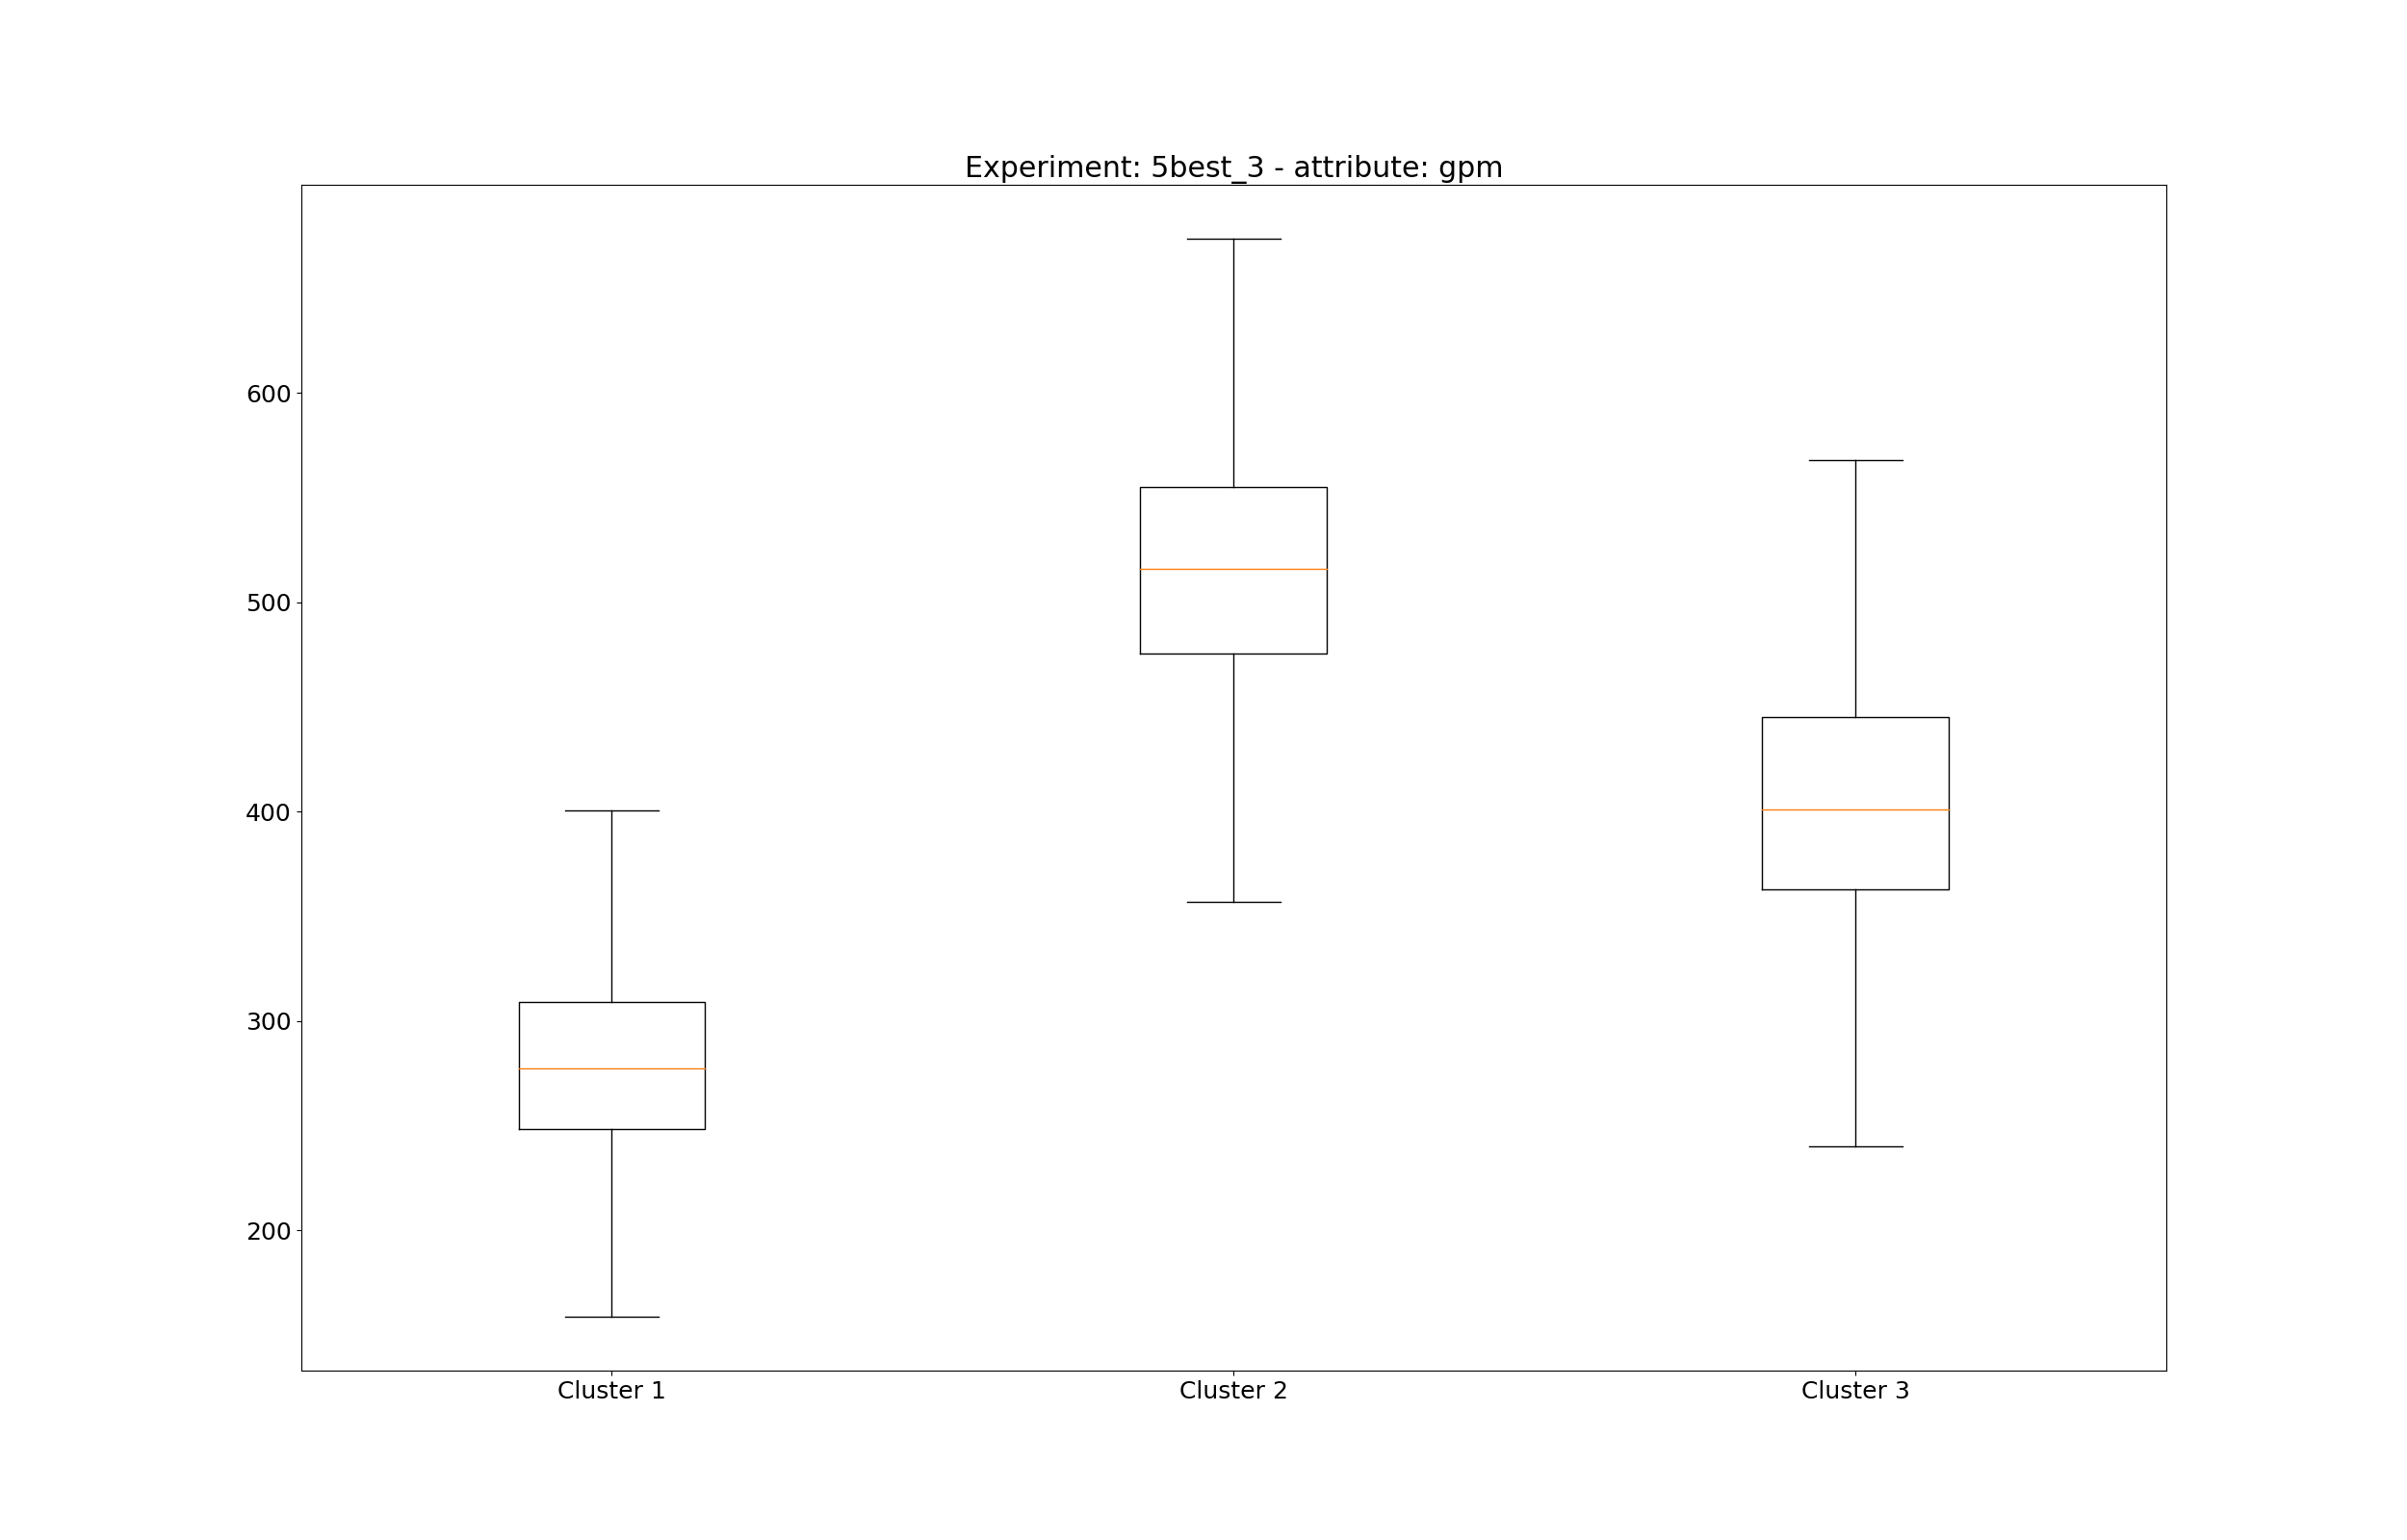 Experiment: 5best_3 - attribute: gpm
600
500
400
300
200
Cluster 1
Cluster 2
Cluster 3